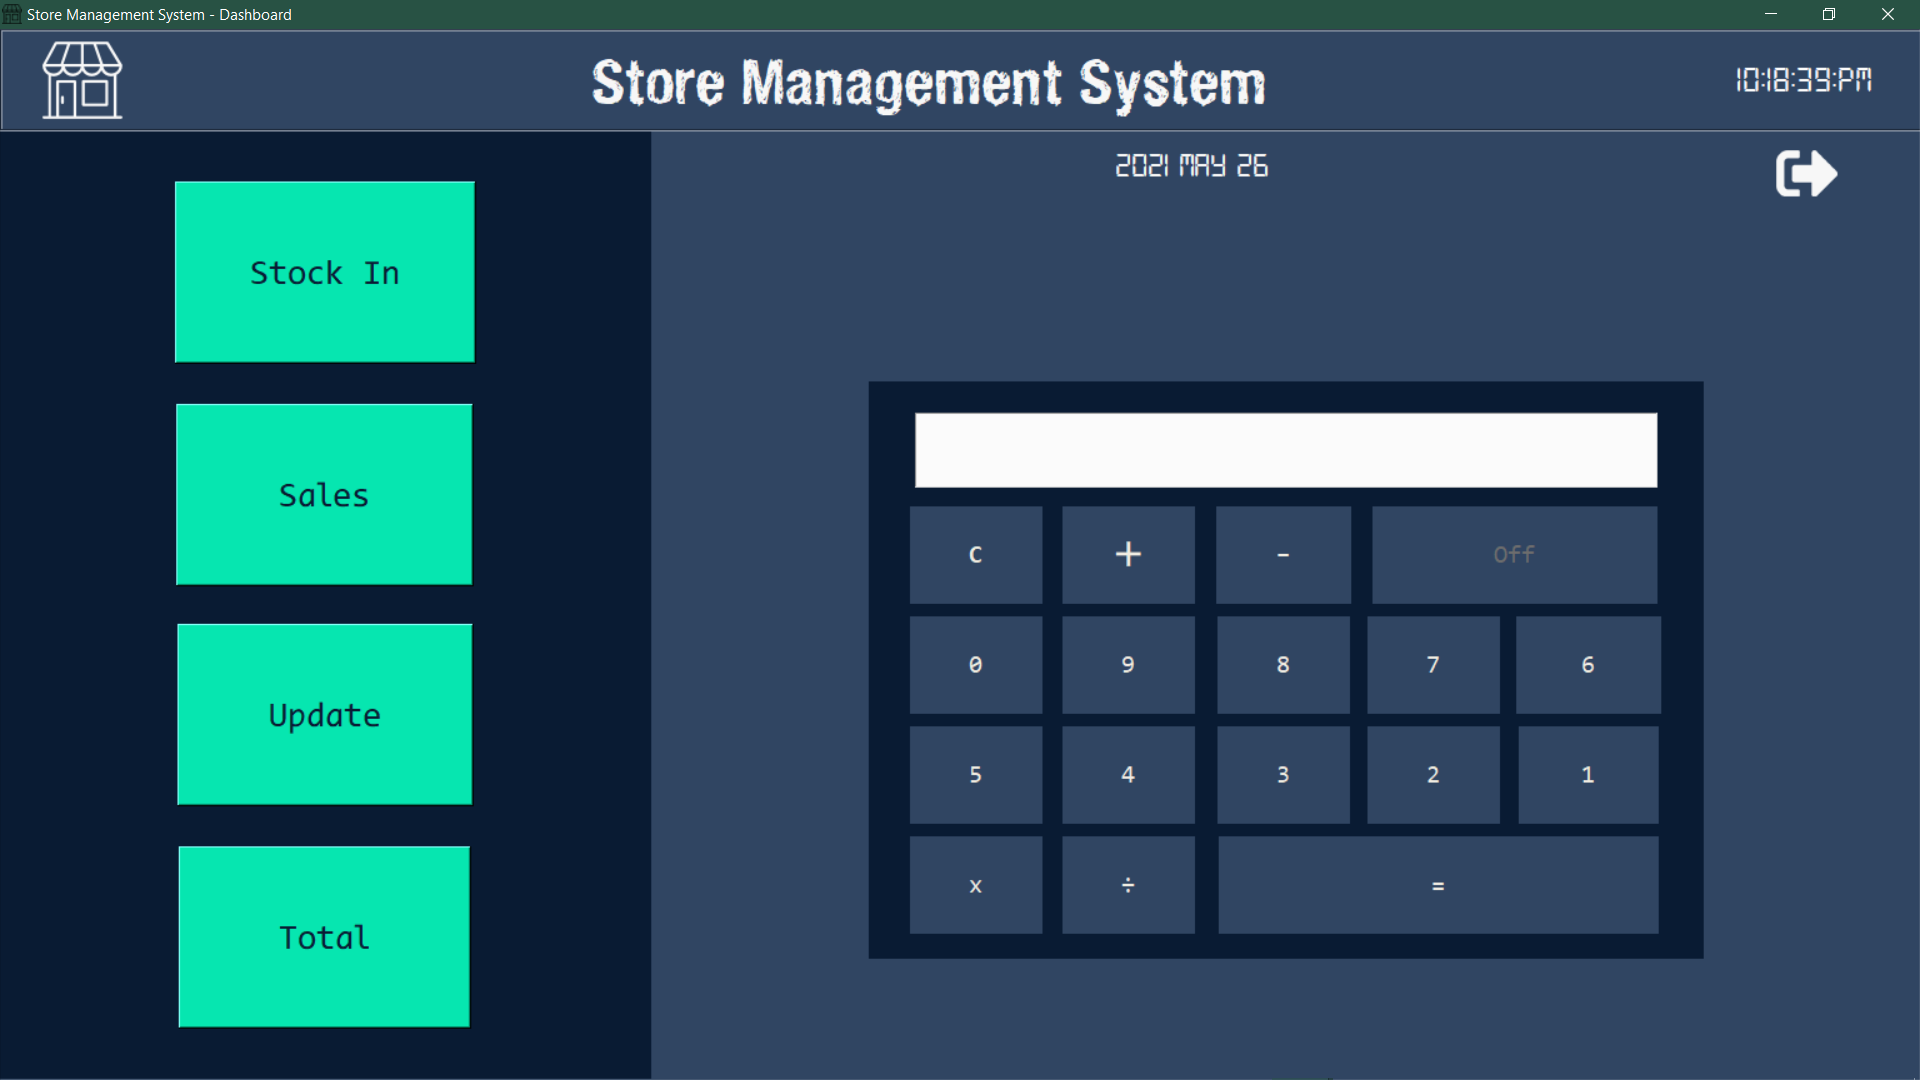 Store Management System - Dashboard
Store Management System
10:18:39:PM
2021 MAY 26
Stock In
Sales
Update
Total
C + - Off
0 9 8 7 6
5 4 3 2 1
x ÷ =